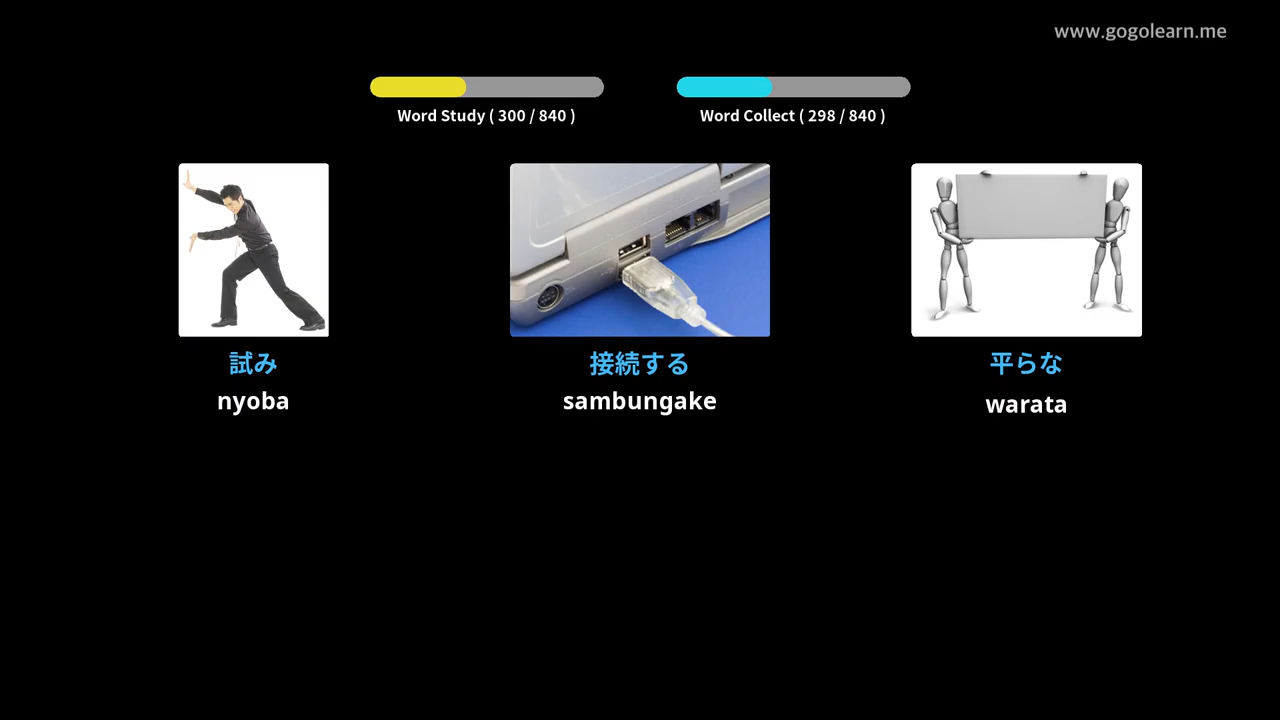 www.gogolearn.me
Word Study ( 300 / 840 )
Word Collect ( 298 / 840 )
試み
接続する
平らな
nyoba
sambungake
warata